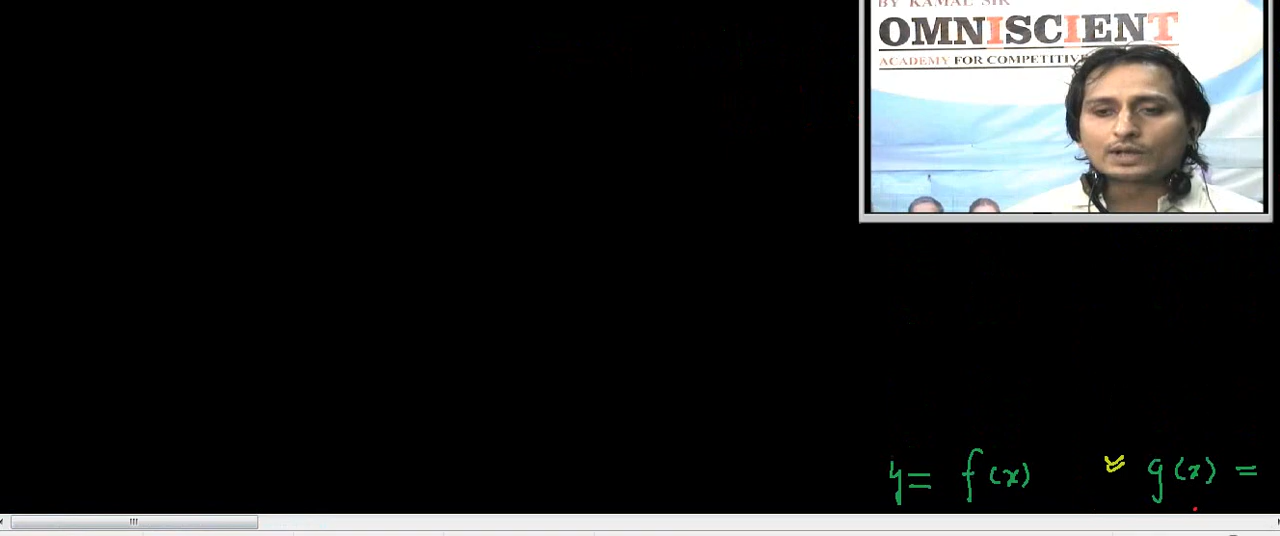 BY KAMAL SIR
OMNISCIENT
ACADEMY FOR COMPETITIVE
y = f(x) g(x) =